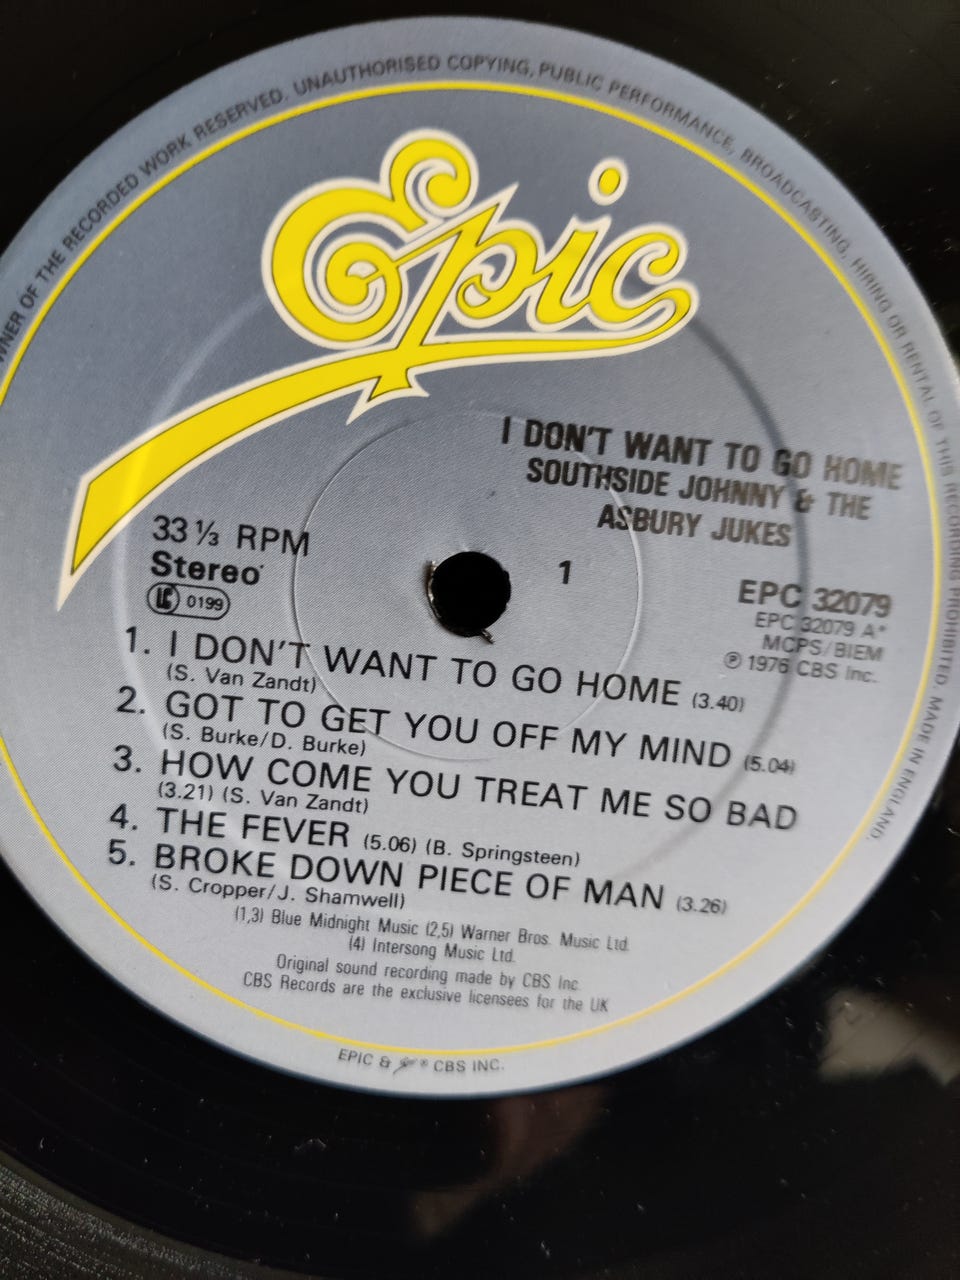 WNER OF THE RECORDED WORK RESERVED. UNAUTHORISED COPYING, PUBLIC PERFORMANCE, BROADCASTING, HIRING OR RENTAL OF THIS RECORDING PROHIBITED. MADE IN ENGLAND.
Epic
I DON'T WANT TO GO HOME
SOUTHSIDE JOHNNY & THE
ASBURY JUKES
33 ⅓ RPM
Stereo
LC 0199
1
EPC 32079
EPC 32079 A*
MCPS/BIEM
℗ 1976 CBS Inc.
1. I DON'T WANT TO GO HOME (3.40)
(S. Van Zandt)
2. GOT TO GET YOU OFF MY MIND (5.04)
(S. Burke/D. Burke)
3. HOW COME YOU TREAT ME SO BAD
(3.21) (S. Van Zandt)
4. THE FEVER (5.06) (B. Springsteen)
5. BROKE DOWN PIECE OF MAN (3.26)
(S. Cropper/J. Shamwell)
(1,3) Blue Midnight Music (2,5) Warner Bros. Music Ltd.
(4) Intersong Music Ltd.
Original sound recording made by CBS Inc.
CBS Records are the exclusive licensees for the UK
EPIC & Epic ® CBS INC.